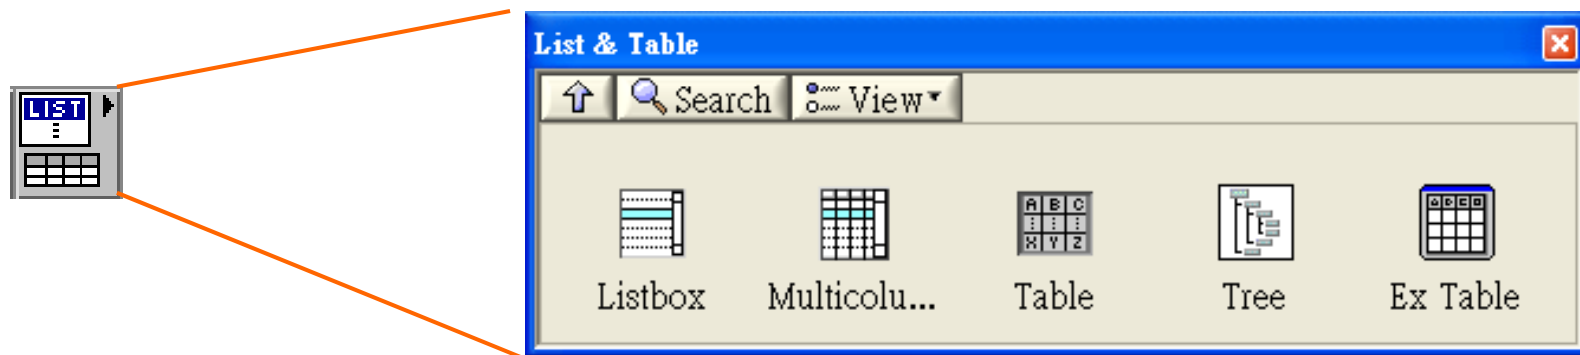 List & Table
LIST
Search View
A B C
X Y Z
Listbox Multicolu... Table Tree Ex Table